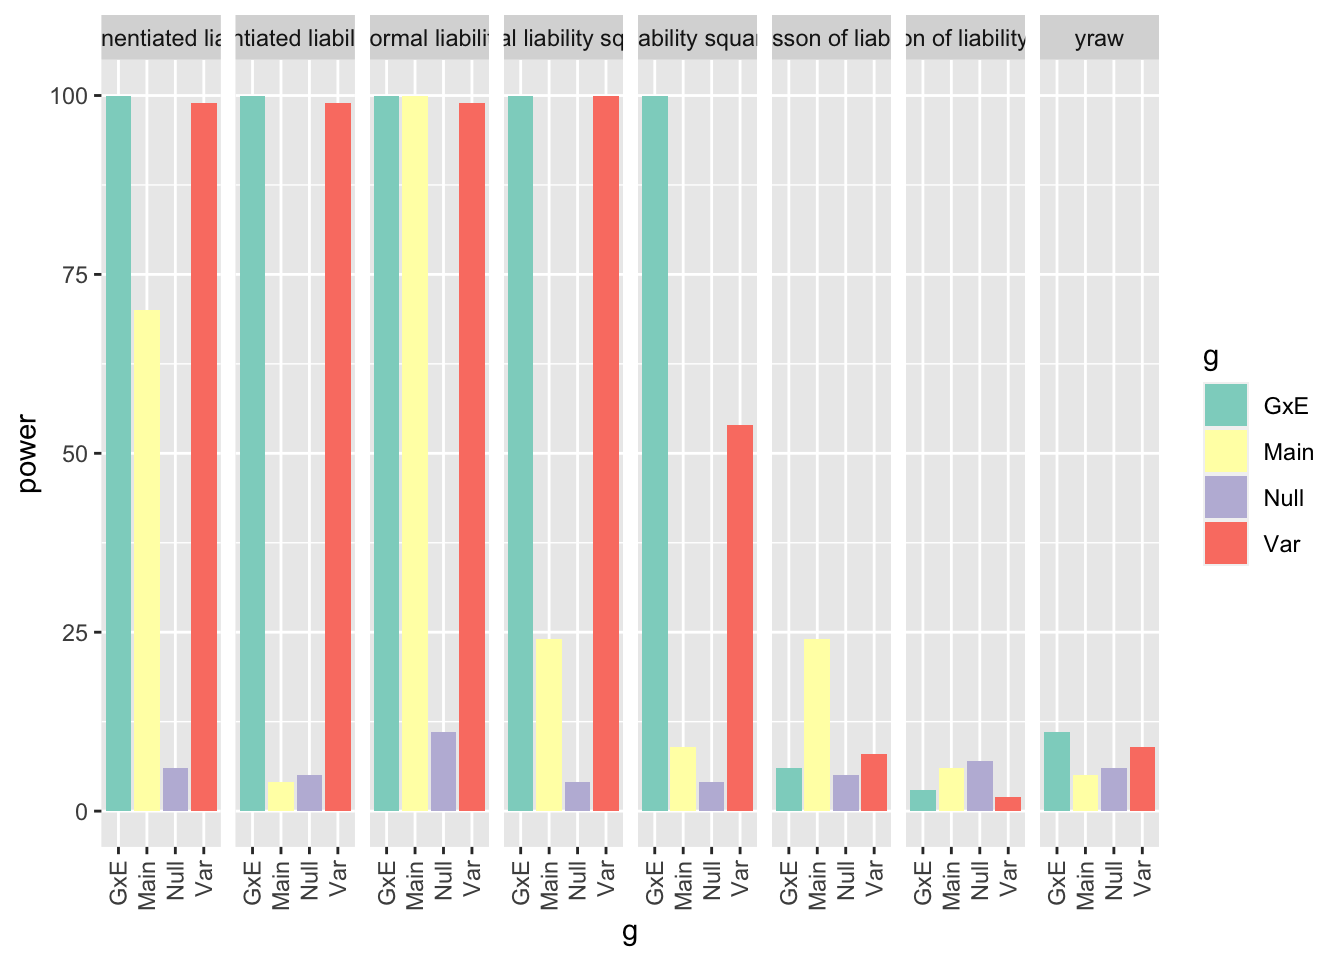 nentiated lia ntiated liabil ormal liabilit al liability sq ability squar sson of liab on of liability yraw
100
75
50
25
0
power
GxE Main Null Var GxE Main Null Var GxE Main Null Var GxE Main Null Var GxE Main Null Var GxE Main Null Var GxE Main Null Var GxE Main Null Var
g
g
GxE
Main
Null
Var